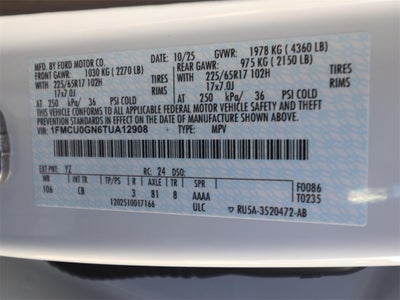 MFD. BY FORD MOTOR CO. 10/25 GVWR: 1978 KG (4360 LB)
FRONT GAWR: 1030 KG (2270 LB) REAR GAWR: 975 KG (2150 LB)
225/65R17 102H TIRES 225/65R17 102H TIRES
17x7.0J RIMS 17x7.0J RIMS
AT 250 kPa/ 36 PSI COLD AT 250 kPa/ 36 PSI COLD
THIS VEHICLE CONFORMS TO ALL APPLICABLE FEDERAL MOTOR VEHICLE SAFETY, BUMPER,
AND THEFT PREVENTION STANDARDS IN EFFECT ON THE DATE OF MANUFACTURE SHOWN ABOVE.
VIN: 1FMCU0GN6TUA12908 TYPE: MPV
EXT PNT: YZ RC: 24 DSO:
WB INT TR TP/PS R AXLE TR SPR F0086
106 CB 3 81 8 AAAA T0235
ULC
1202510017166 RUSA-3520472-AB